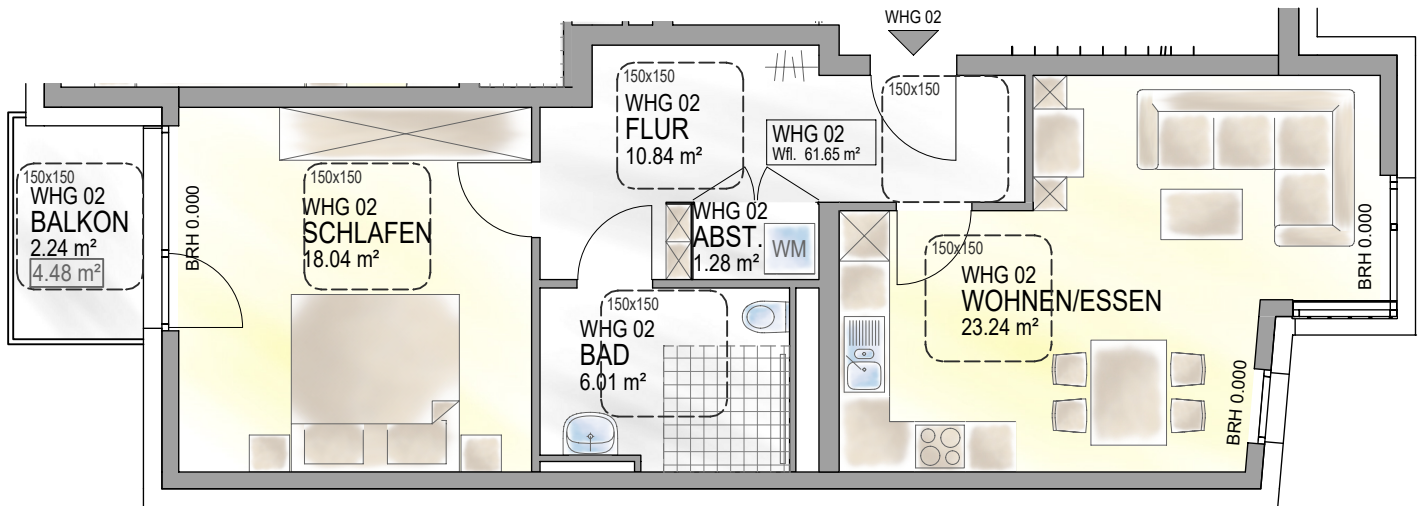 WHG 02
150x150
WHG 02
BALKON
2.24 m²
4.48 m²
BRH 0.000
150x150
WHG 02
SCHLAFEN
18.04 m²
150x150
WHG 02
FLUR
10.84 m²
WHG 02
Wfl. 61.65 m²
150x150
WHG 02
ABST.
1.28 m²
WM
150x150
WHG 02
BAD
6.01 m²
150x150
WHG 02
WOHNEN/ESSEN
23.24 m²
BRH 0.000
BRH 0.000